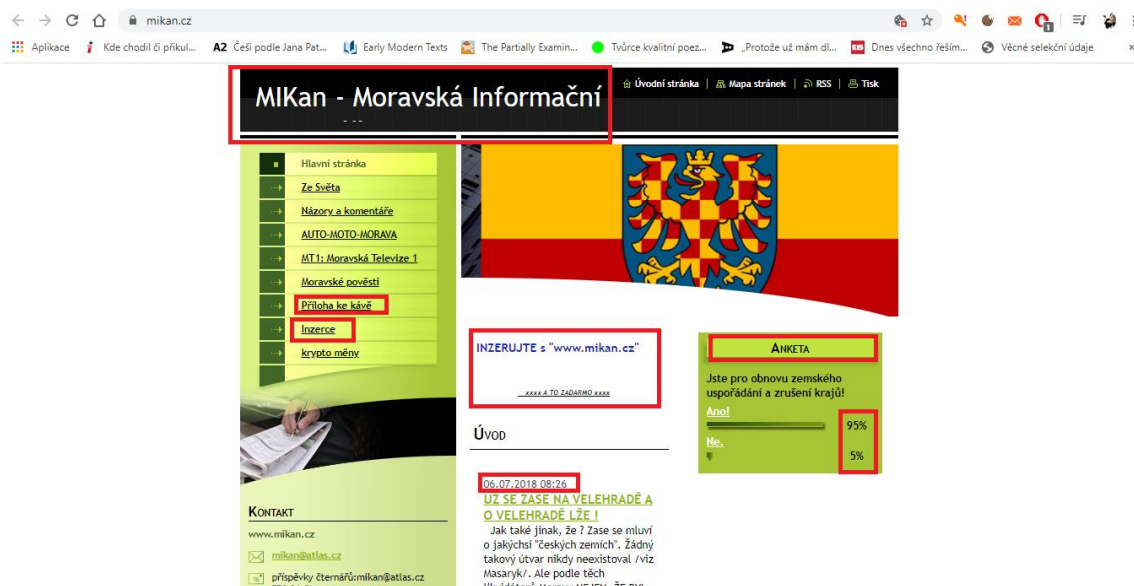 mikan.cz
Aplikace
Kde chodil či přikul...
A2 Češi podle Jana Pat...
Early Modern Texts
The Partially Examin...
Tvůrce kvalitní poez...
„Protože už mám dl...
Dnes všechno řeším...
Věcné selekční údaje
MIKan - Moravská Informační
- --
Úvodní stránka | Mapa stránek | RSS | Tisk
Hlavní stránka
Ze Světa
Názory a komentáře
AUTO-MOTO-MORAVA
MT1: Moravská Televize 1
Moravské pověsti
Příloha ke kávě
Inzerce
krypto měny
KONTAKT
www.mikan.cz
mikan@atlas.cz
příspěvky čternářů:mikan@atlas.cz
INZERUJTE s "www.mikan.cz"
xxxx A TO ZADARMO xxxx
ÚVOD
06.07.2018 08:26
UŽ SE ZASE NA VELEHRADĚ A
O VELEHRADĚ LŽE !
Jak také jinak, že ? Zase se mluví
o jakýchsi "českých zemích". Žádný
takový útvar nikdy neexistoval /viz
Masaryk/. Ale podle těch
ANKETA
Jste pro obnovu zemského
uspořádání a zrušení krajů!
Ano!
95%
Ne.
5%